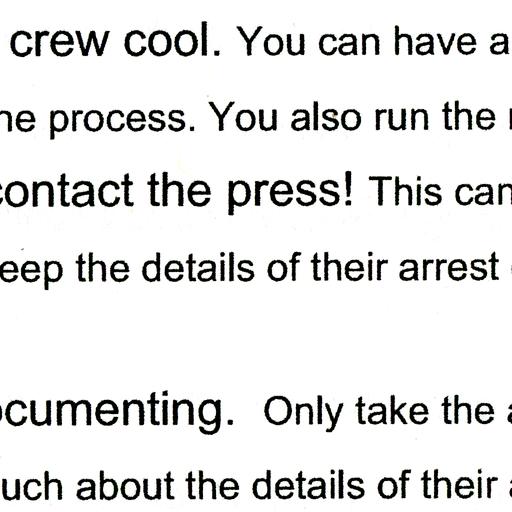 crew cool. You can have a
he process. You also run the
contact the press! This can
eep the details of their arrest
ocumenting. Only take the a
uch about the details of their a